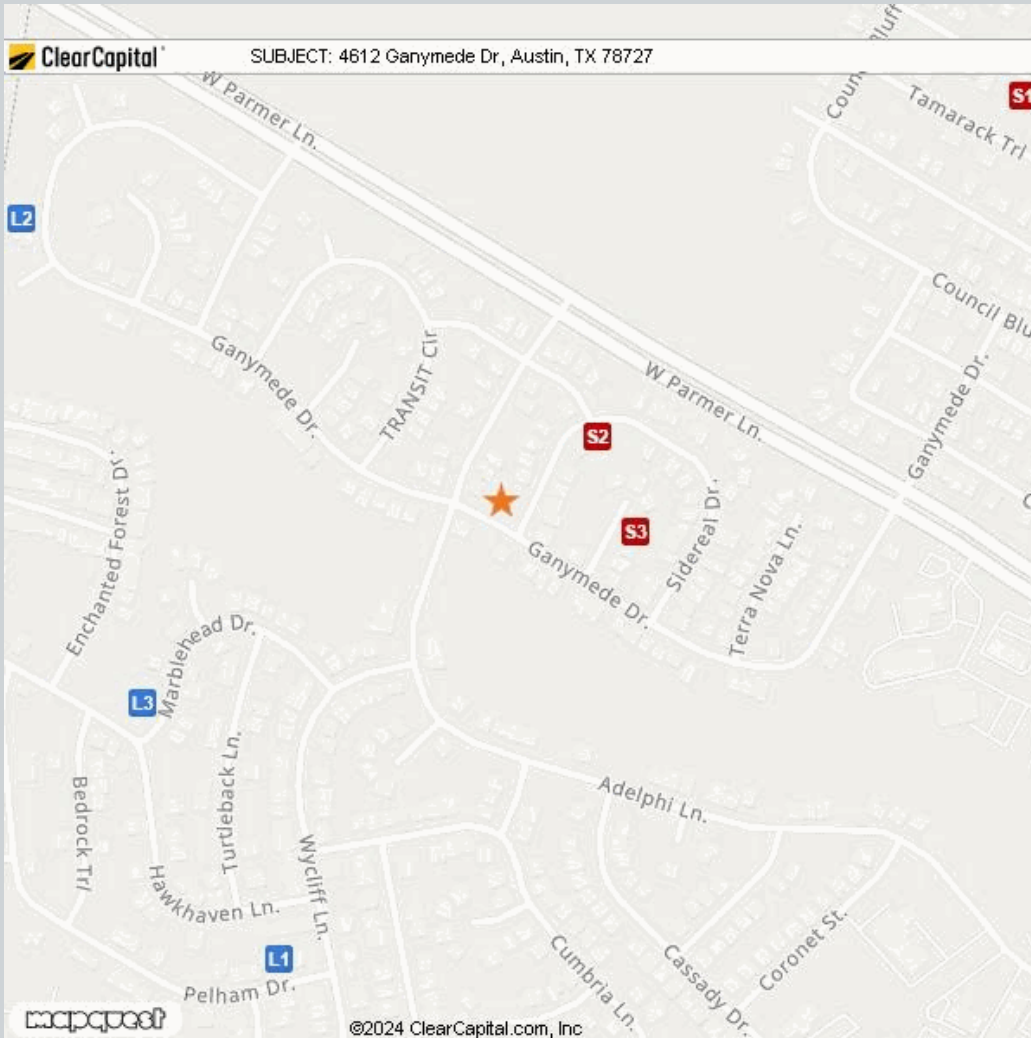 ClearCapital
SUBJECT: 4612 Ganymede Dr, Austin, TX 78727
Bluff
Coun
W Parmer Ln.
S1
Tamarack Trl
L2
Council Blu
Ganymede Dr.
TRANSIT Cir.
W Parmer Ln.
Ganymede Dr.
S2
Enchanted Forest Dr.
S3
Sidereal Dr.
Ganymede Dr.
Terra Nova Ln.
Marblehead Dr.
L3
Turtleback Ln.
Adelphi Ln.
Bedrock Trl
Wycliff Ln.
Hawkhaven Ln.
L1
Pelham Dr.
Cumbria Ln.
Cassady Dr.
Coronet St.
mapquest
©2024 ClearCapital.com, Inc